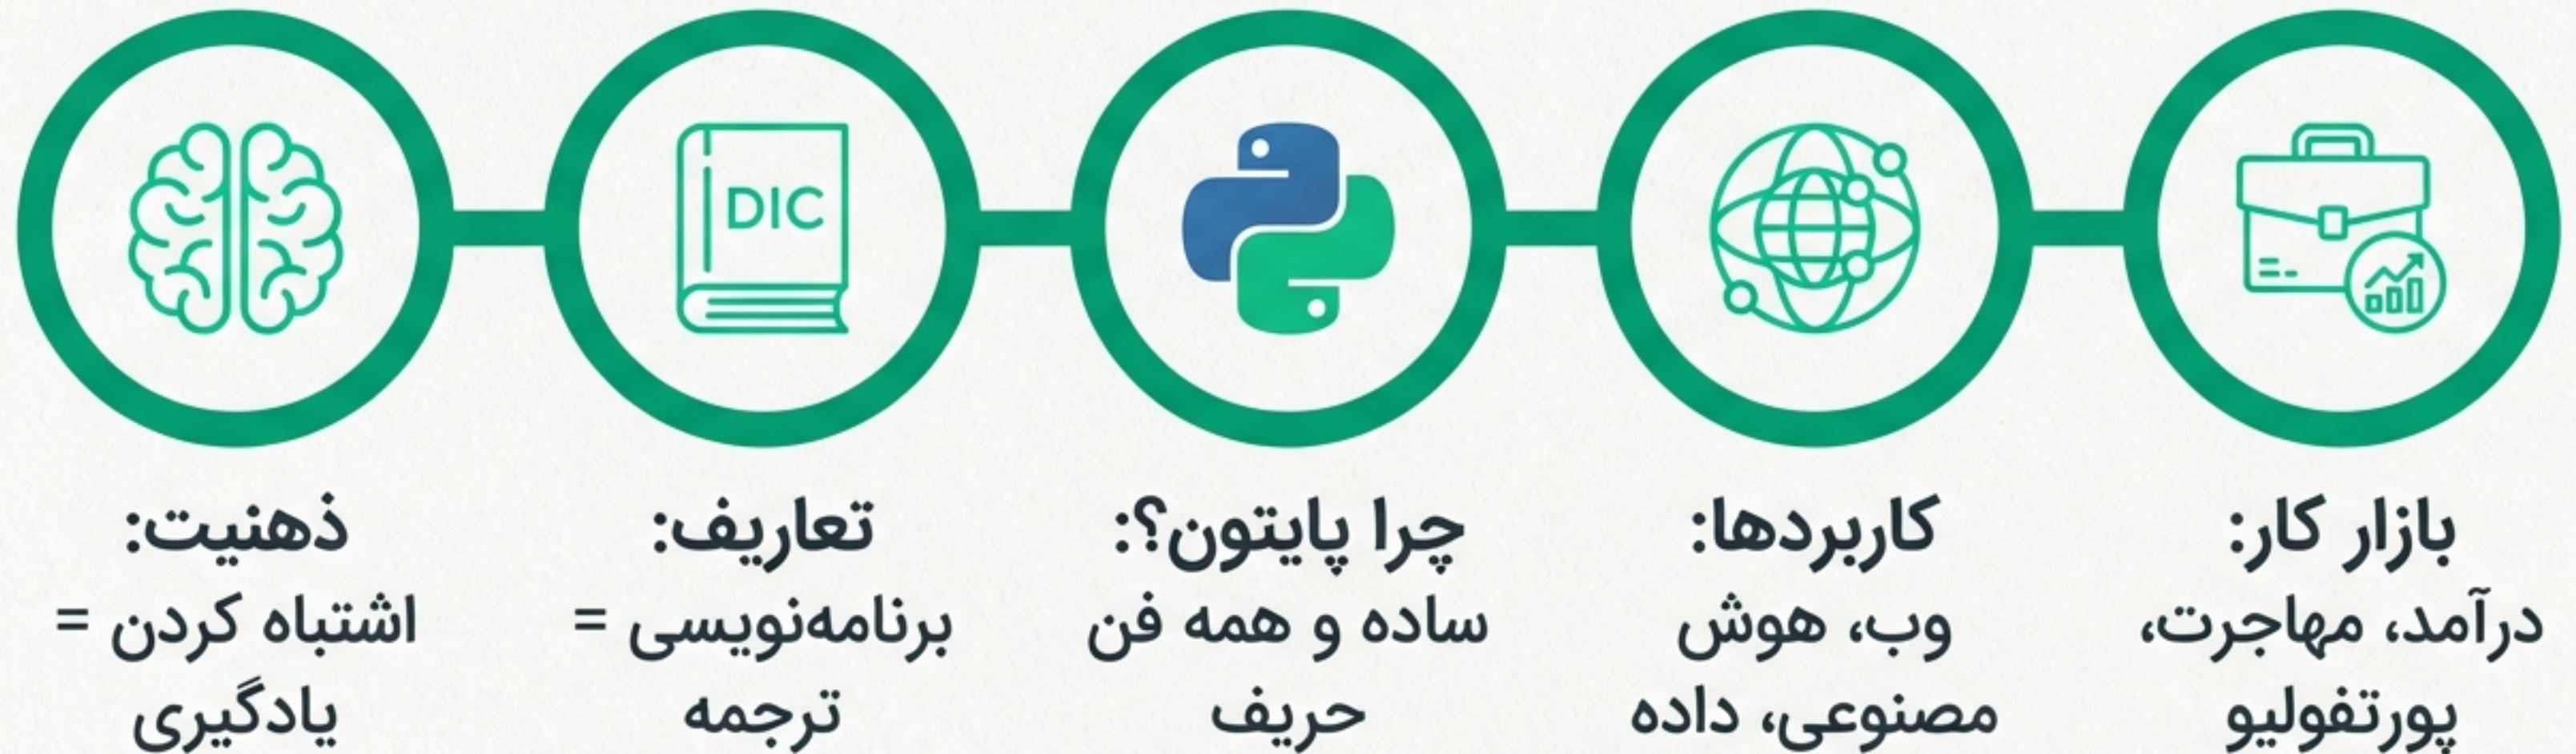 DIC
ذهنیت:
اشتباه کردن =
یادگیری
تعاریف:
برنامه‌نویسی =
ترجمه
چرا پایتون؟:
ساده و همه فن
حریف
کاربردها:
وب، هوش
مصنوعی، داده
بازار کار:
درآمد، مهاجرت،
پورتفولیو